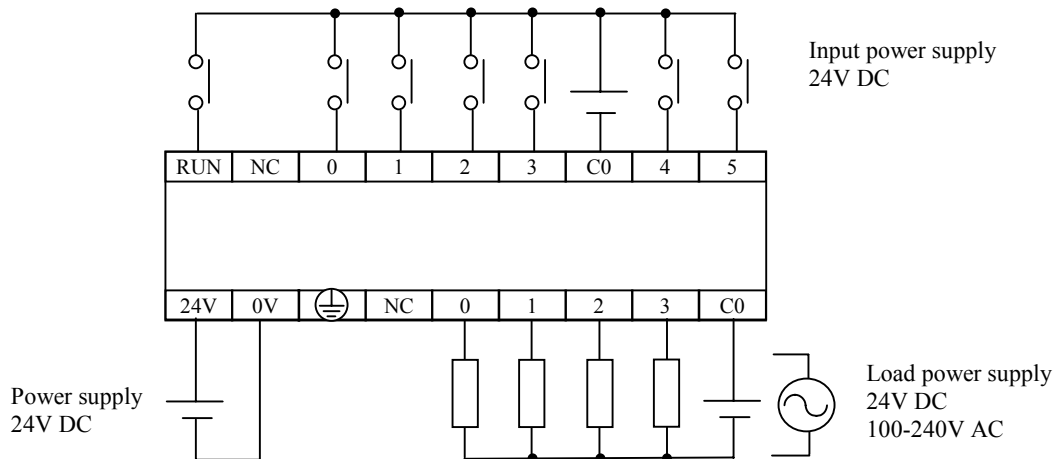 Input power supply
24V DC
RUN NC 0 1 2 3 C0 4 5
24V 0V NC 0 1 2 3 C0
Power supply
24V DC
Load power supply
24V DC
100-240V AC